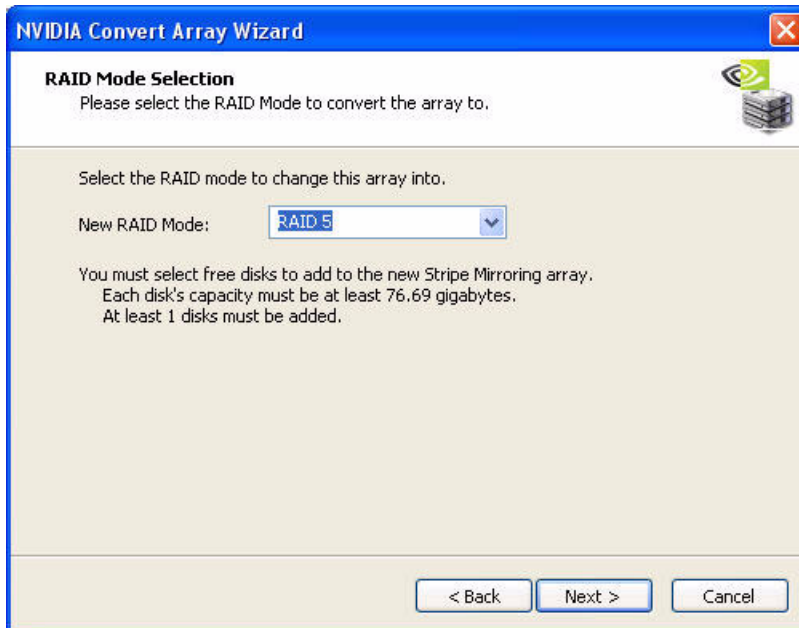 NVIDIA Convert Array Wizard
RAID Mode Selection
Please select the RAID Mode to convert the array to.
Select the RAID mode to change this array into.
New RAID Mode: RAID 5
You must select free disks to add to the new Stripe Mirroring array.
Each disk's capacity must be at least 76.69 gigabytes.
At least 1 disks must be added.
< Back Next > Cancel